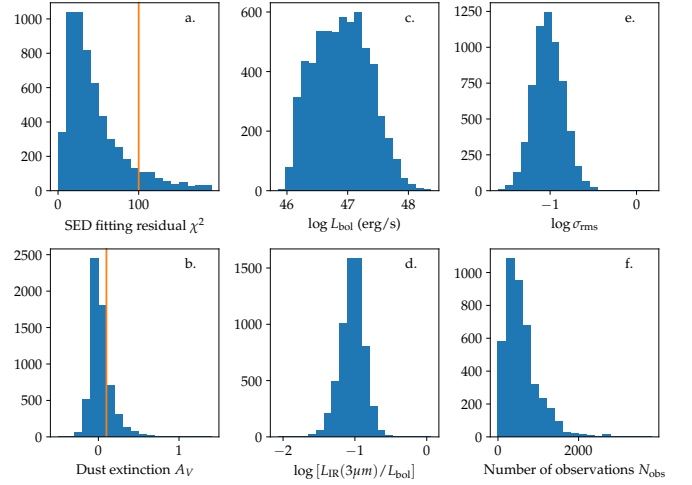 a.
1000
800
600
400
200
0
0 100
SED fitting residual χ²
c.
600
500
400
300
200
100
0
46 47 48
log L_bol (erg/s)
e.
1250
1000
750
500
250
0
−1 0
log σ_rms
b.
2500
2000
1500
1000
500
0
0 1
Dust extinction A_V
d.
1500
1000
500
0
−2 −1 0
log [L_IR(3μm)/L_bol]
f.
1000
800
600
400
200
0
0 2000
Number of observations N_obs